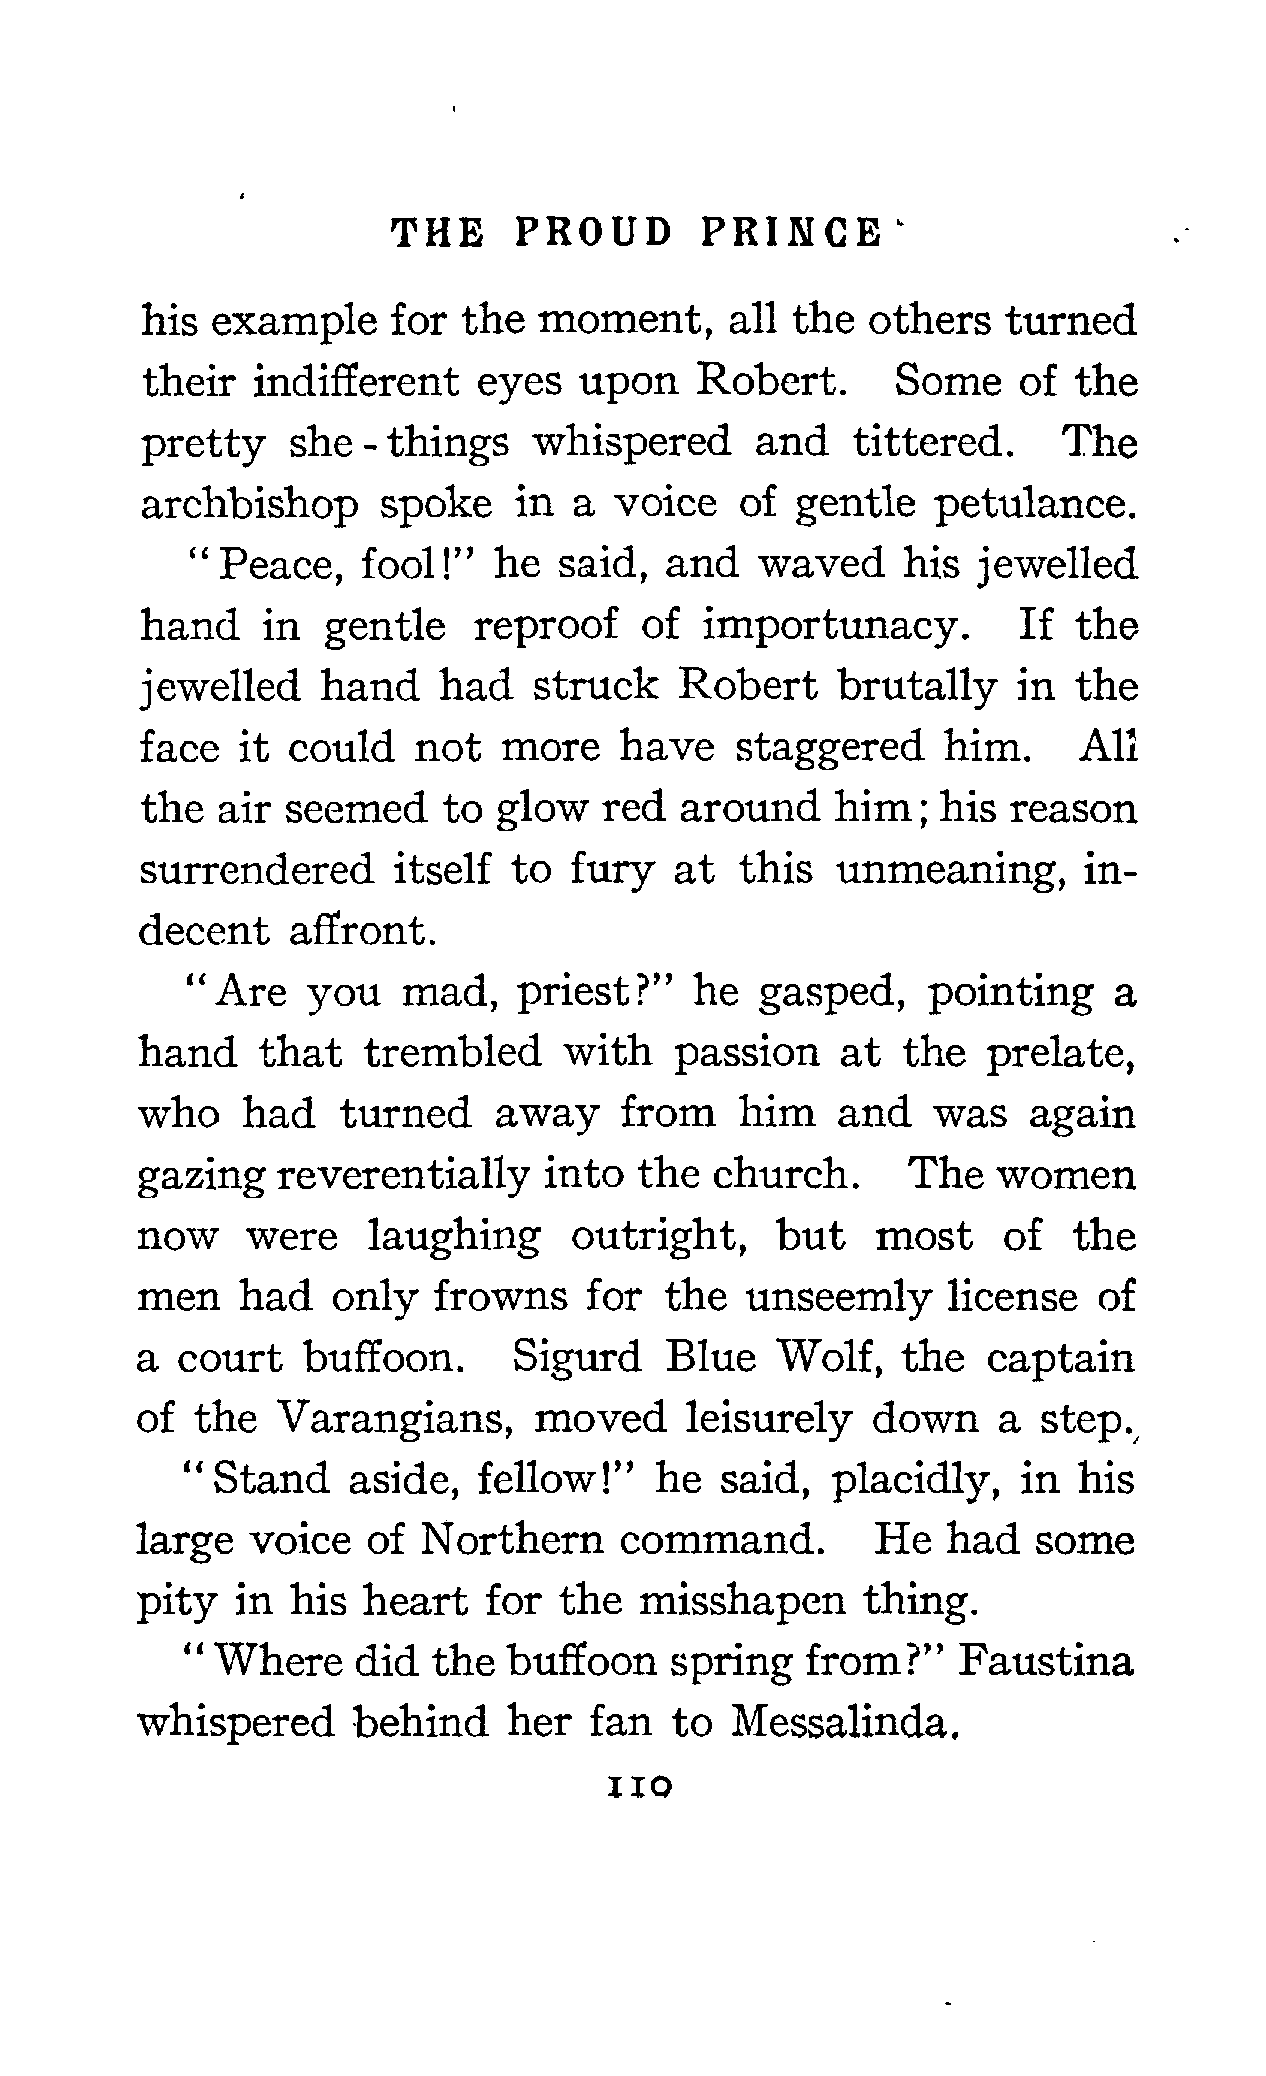 THE PROUD PRINCE
his example for the moment, all the others turned
their indifferent eyes upon Robert. Some of the
pretty she-things whispered and tittered. The
archbishop spoke in a voice of gentle petulance.
"Peace, fool!" he said, and waved his jewelled
hand in gentle reproof of importunacy. If the
jewelled hand had struck Robert brutally in the
face it could not more have staggered him. All
the air seemed to glow red around him; his reason
surrendered itself to fury at this unmeaning, in-
decent affront.
"Are you mad, priest?" he gasped, pointing a
hand that trembled with passion at the prelate,
who had turned away from him and was again
gazing reverentially into the church. The women
now were laughing outright, but most of the
men had only frowns for the unseemly license of
a court buffoon. Sigurd Blue Wolf, the captain
of the Varangians, moved leisurely down a step.
"Stand aside, fellow!" he said, placidly, in his
large voice of Northern command. He had some
pity in his heart for the misshapen thing.
"Where did the buffoon spring from?" Faustina
whispered behind her fan to Messalinda.
110